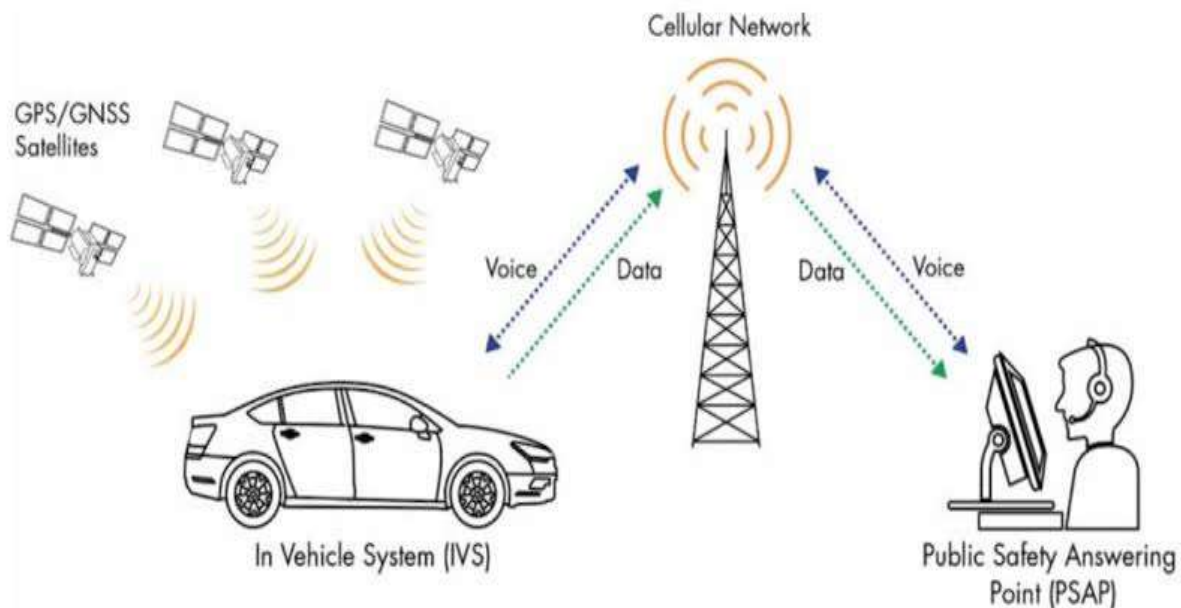 Cellular Network
GPS/GNSS
Satellites
Voice
Data
Data
Voice
In Vehicle System (IVS)
Public Safety Answering
Point (PSAP)